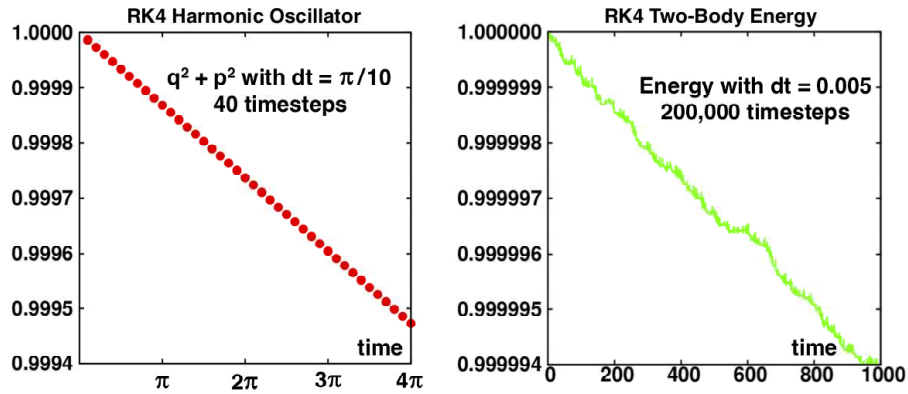 RK4 Harmonic Oscillator
1.0000
0.9999
0.9998
0.9997
0.9996
0.9995
0.9994
q² + p² with dt = π/10
40 timesteps
time
π 2π 3π 4π
RK4 Two-Body Energy
1.000000
0.999999
0.999998
0.999997
0.999996
0.999995
0.999994
Energy with dt = 0.005
200,000 timesteps
time
0 200 400 600 800 1000